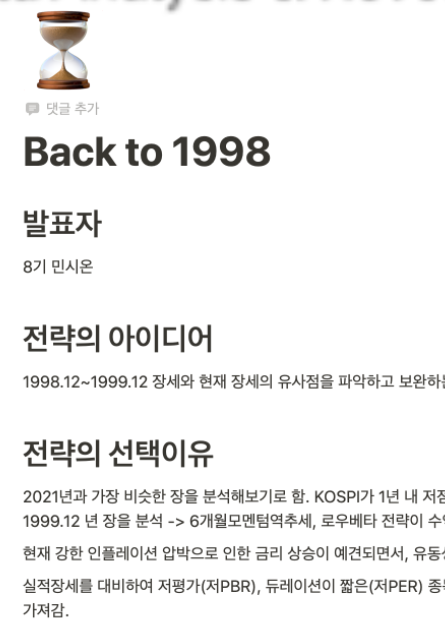 댓글 추가
Back to 1998
발표자
8기 민시온
전략의 아이디어
1998.12~1999.12 장세와 현재 장세의 유사점을 파악하고 보완하는
전략의 선택이유
2021년과 가장 비슷한 장을 분석해보기로 함. KOSPI가 1년 내 저점
1999.12 년 장을 분석 -> 6개월모멘텀역추세, 로우베타 전략이 수익
현재 강한 인플레이션 압박으로 인한 금리 상승이 예견되면서, 유동성
실적장세를 대비하여 저평가(저PBR), 듀레이션이 짧은(저PER) 종목
가져감.